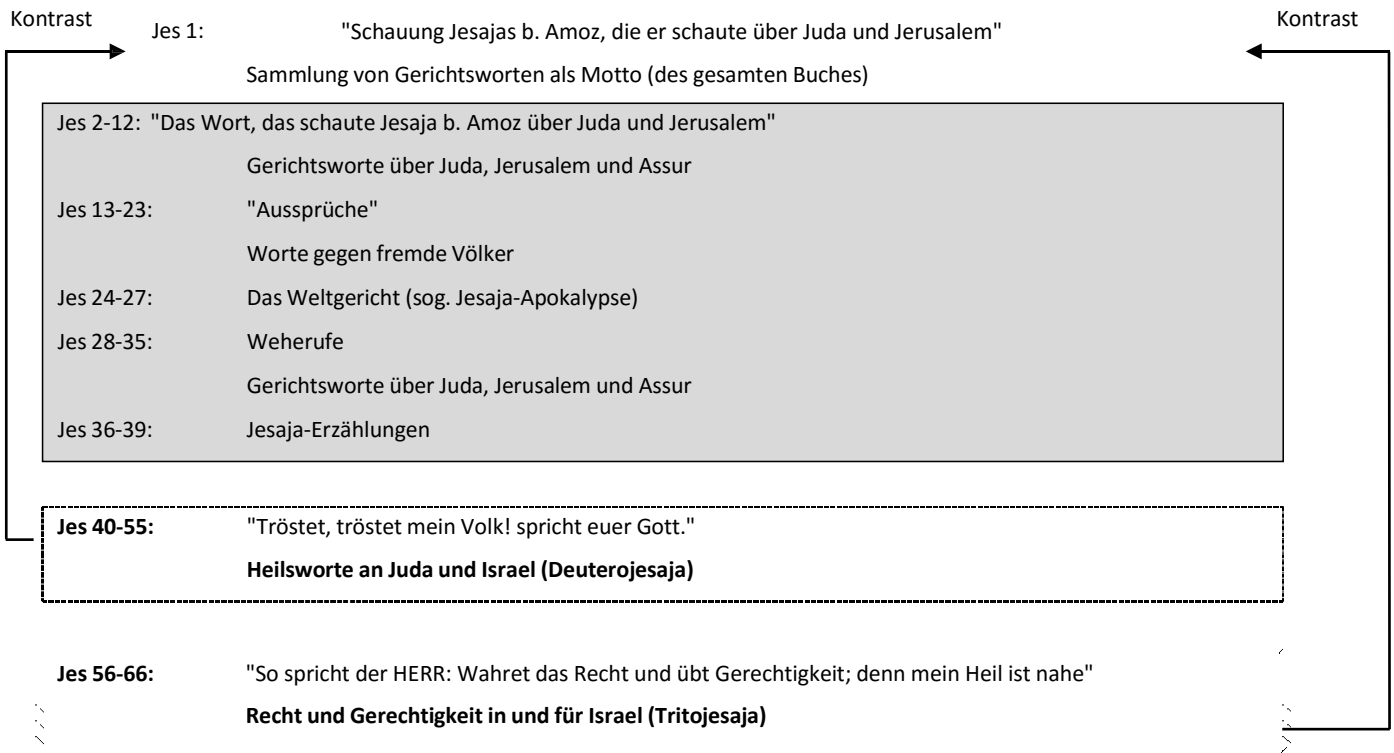 Kontrast Kontrast
Jes 1: "Schauung Jesajas b. Amoz, die er schaute über Juda und Jerusalem"
Sammlung von Gerichtsworten als Motto (des gesamten Buches)
Jes 2-12: "Das Wort, das schaute Jesaja b. Amoz über Juda und Jerusalem"
Gerichtsworte über Juda, Jerusalem und Assur
Jes 13-23: "Aussprüche"
Worte gegen fremde Völker
Jes 24-27: Das Weltgericht (sog. Jesaja-Apokalypse)
Jes 28-35: Weherufe
Gerichtsworte über Juda, Jerusalem und Assur
Jes 36-39: Jesaja-Erzählungen
Jes 40-55: "Tröstet, tröstet mein Volk! spricht euer Gott."
Heilsworte an Juda und Israel (Deuterojesaja)
Jes 56-66: "So spricht der HERR: Wahret das Recht und übt Gerechtigkeit; denn mein Heil ist nahe"
Recht und Gerechtigkeit in und für Israel (Tritojesaja)